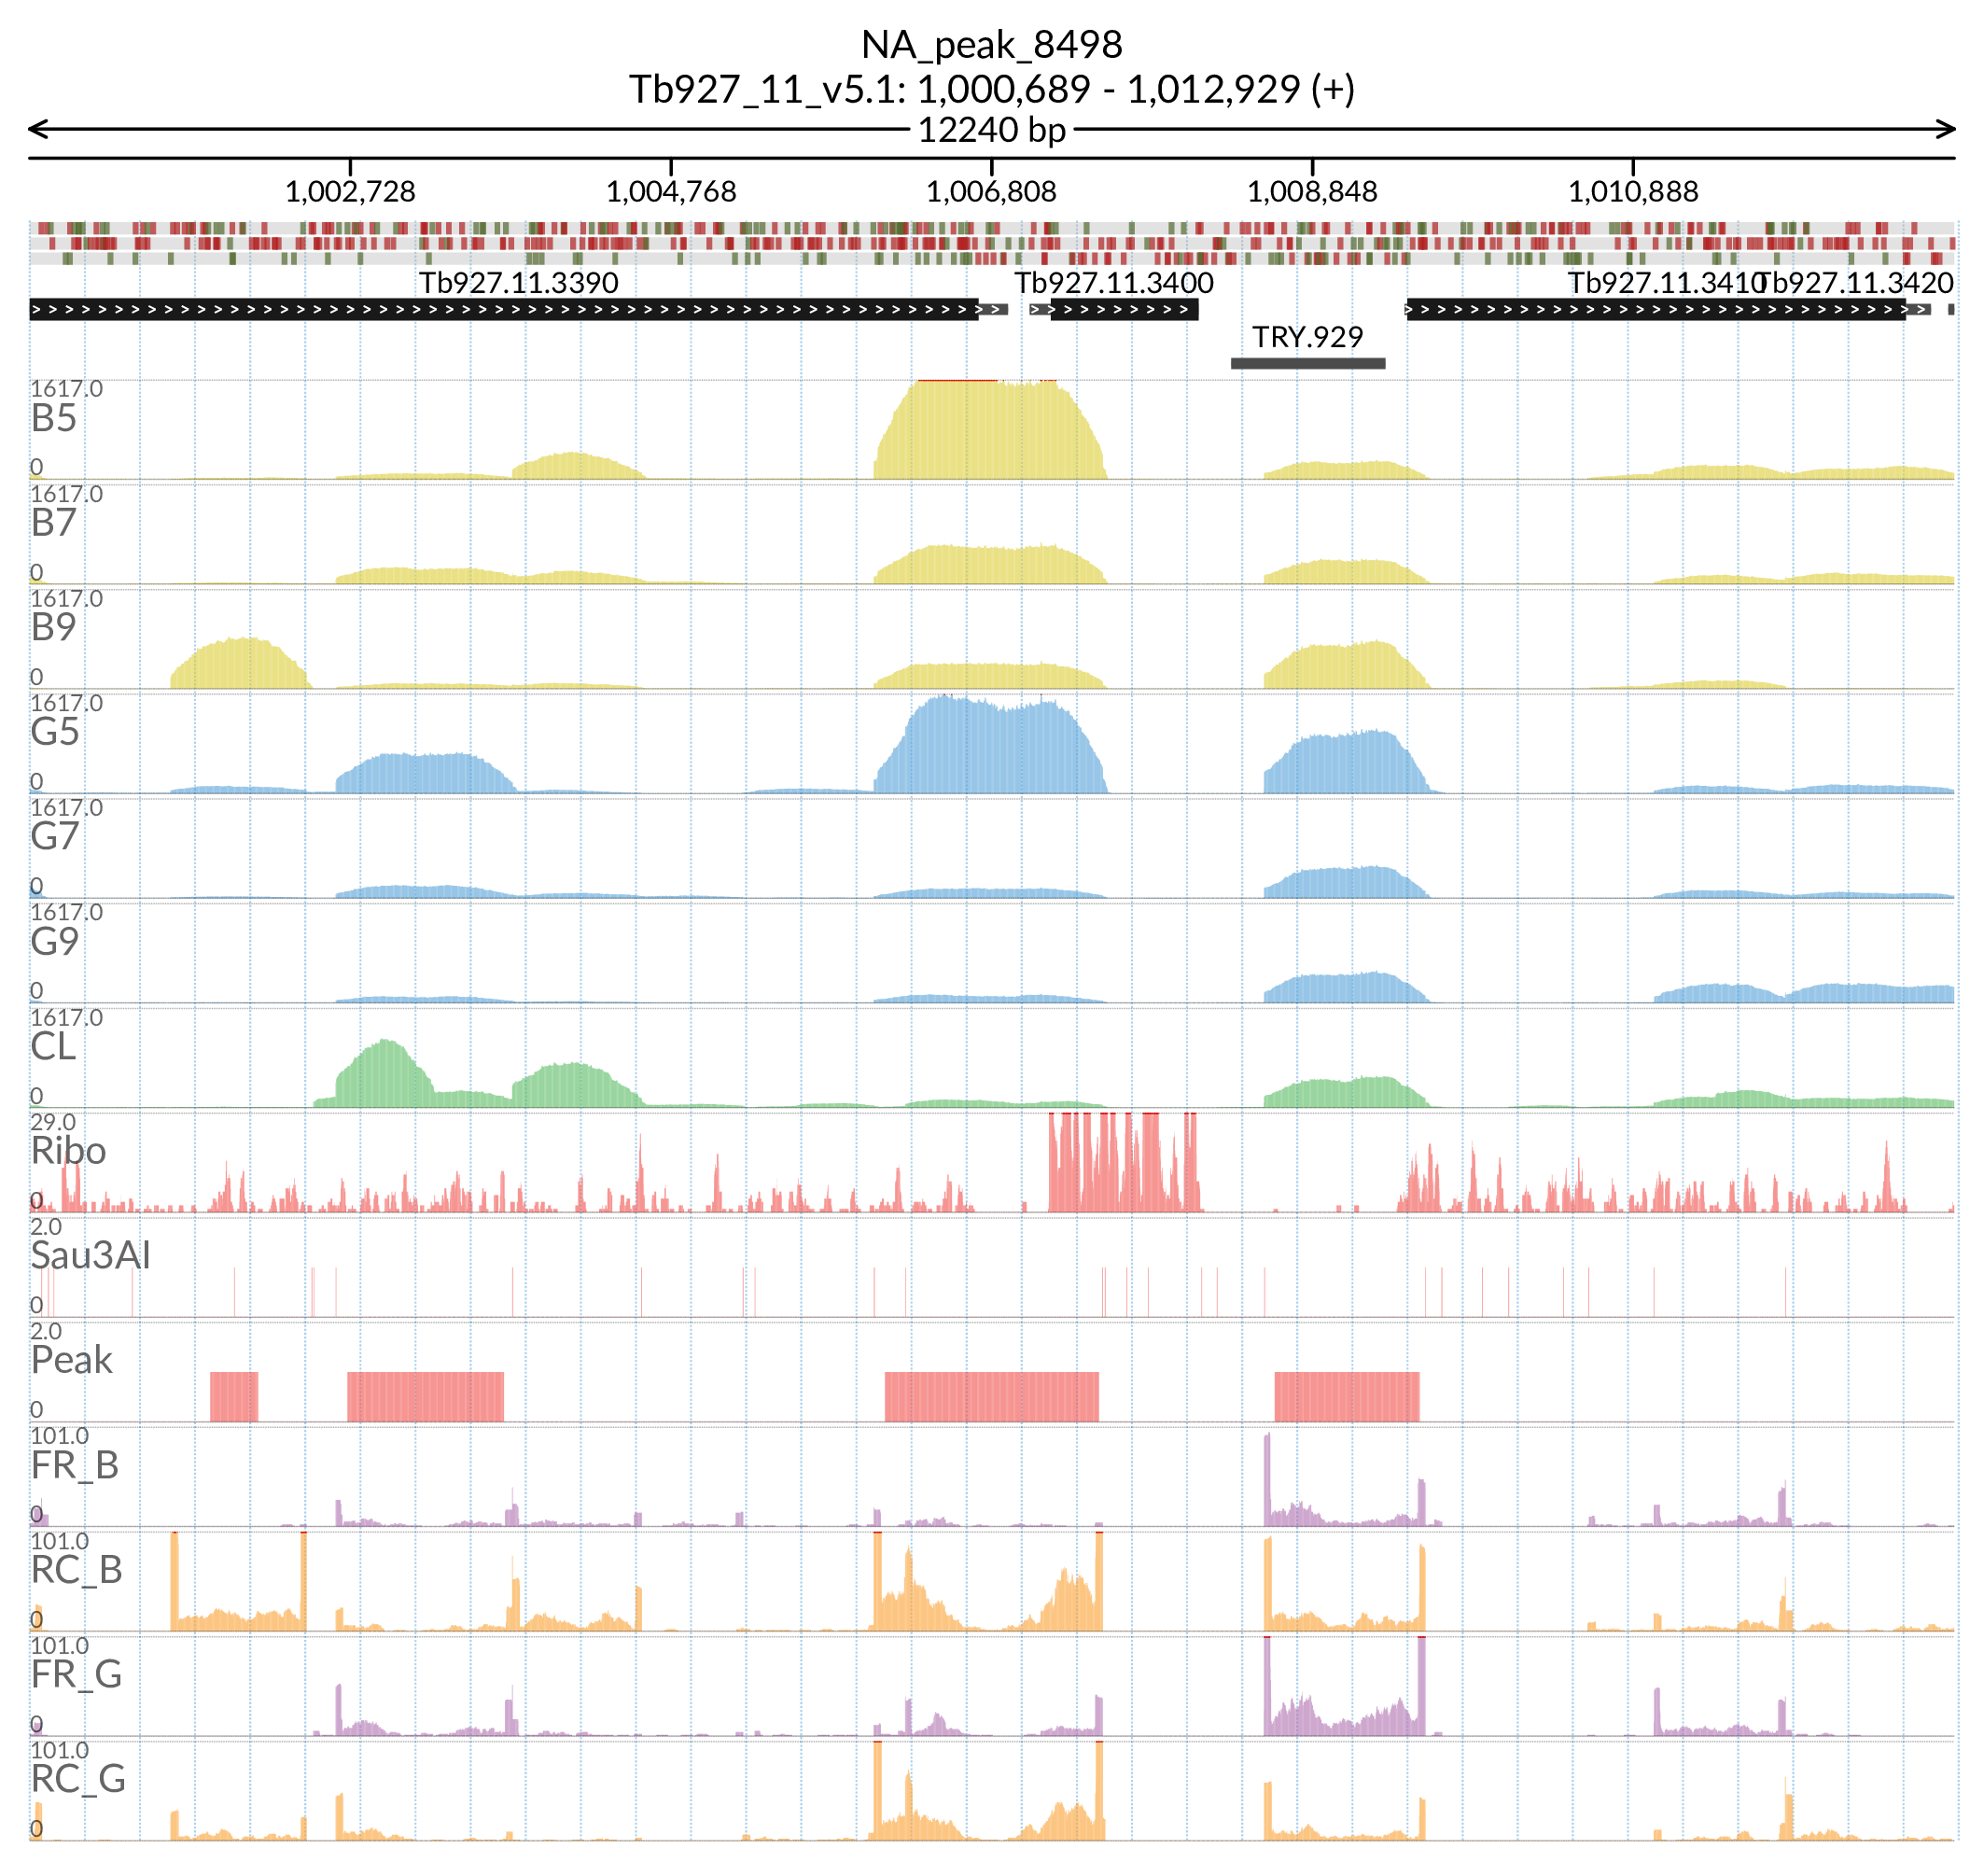 NA_peak_8498
Tb927_11_v5.1: 1,000,689 - 1,012,929 (+)
12240 bp
1,002,728 1,004,768 1,006,808 1,008,848 1,010,888
Tb927.11.3390 Tb927.11.3400 Tb927.11.3410 Tb927.11.3420
TRY.929
1617.0
B5
0
1617.0
B7
0
1617.0
B9
0
1617.0
G5
0
1617.0
G7
0
1617.0
G9
0
1617.0
CL
0
29.0
Ribo
0
2.0
Sau3AI
0
2.0
Peak
0
101.0
FR_B
0
101.0
RC_B
0
101.0
FR_G
0
101.0
RC_G
0